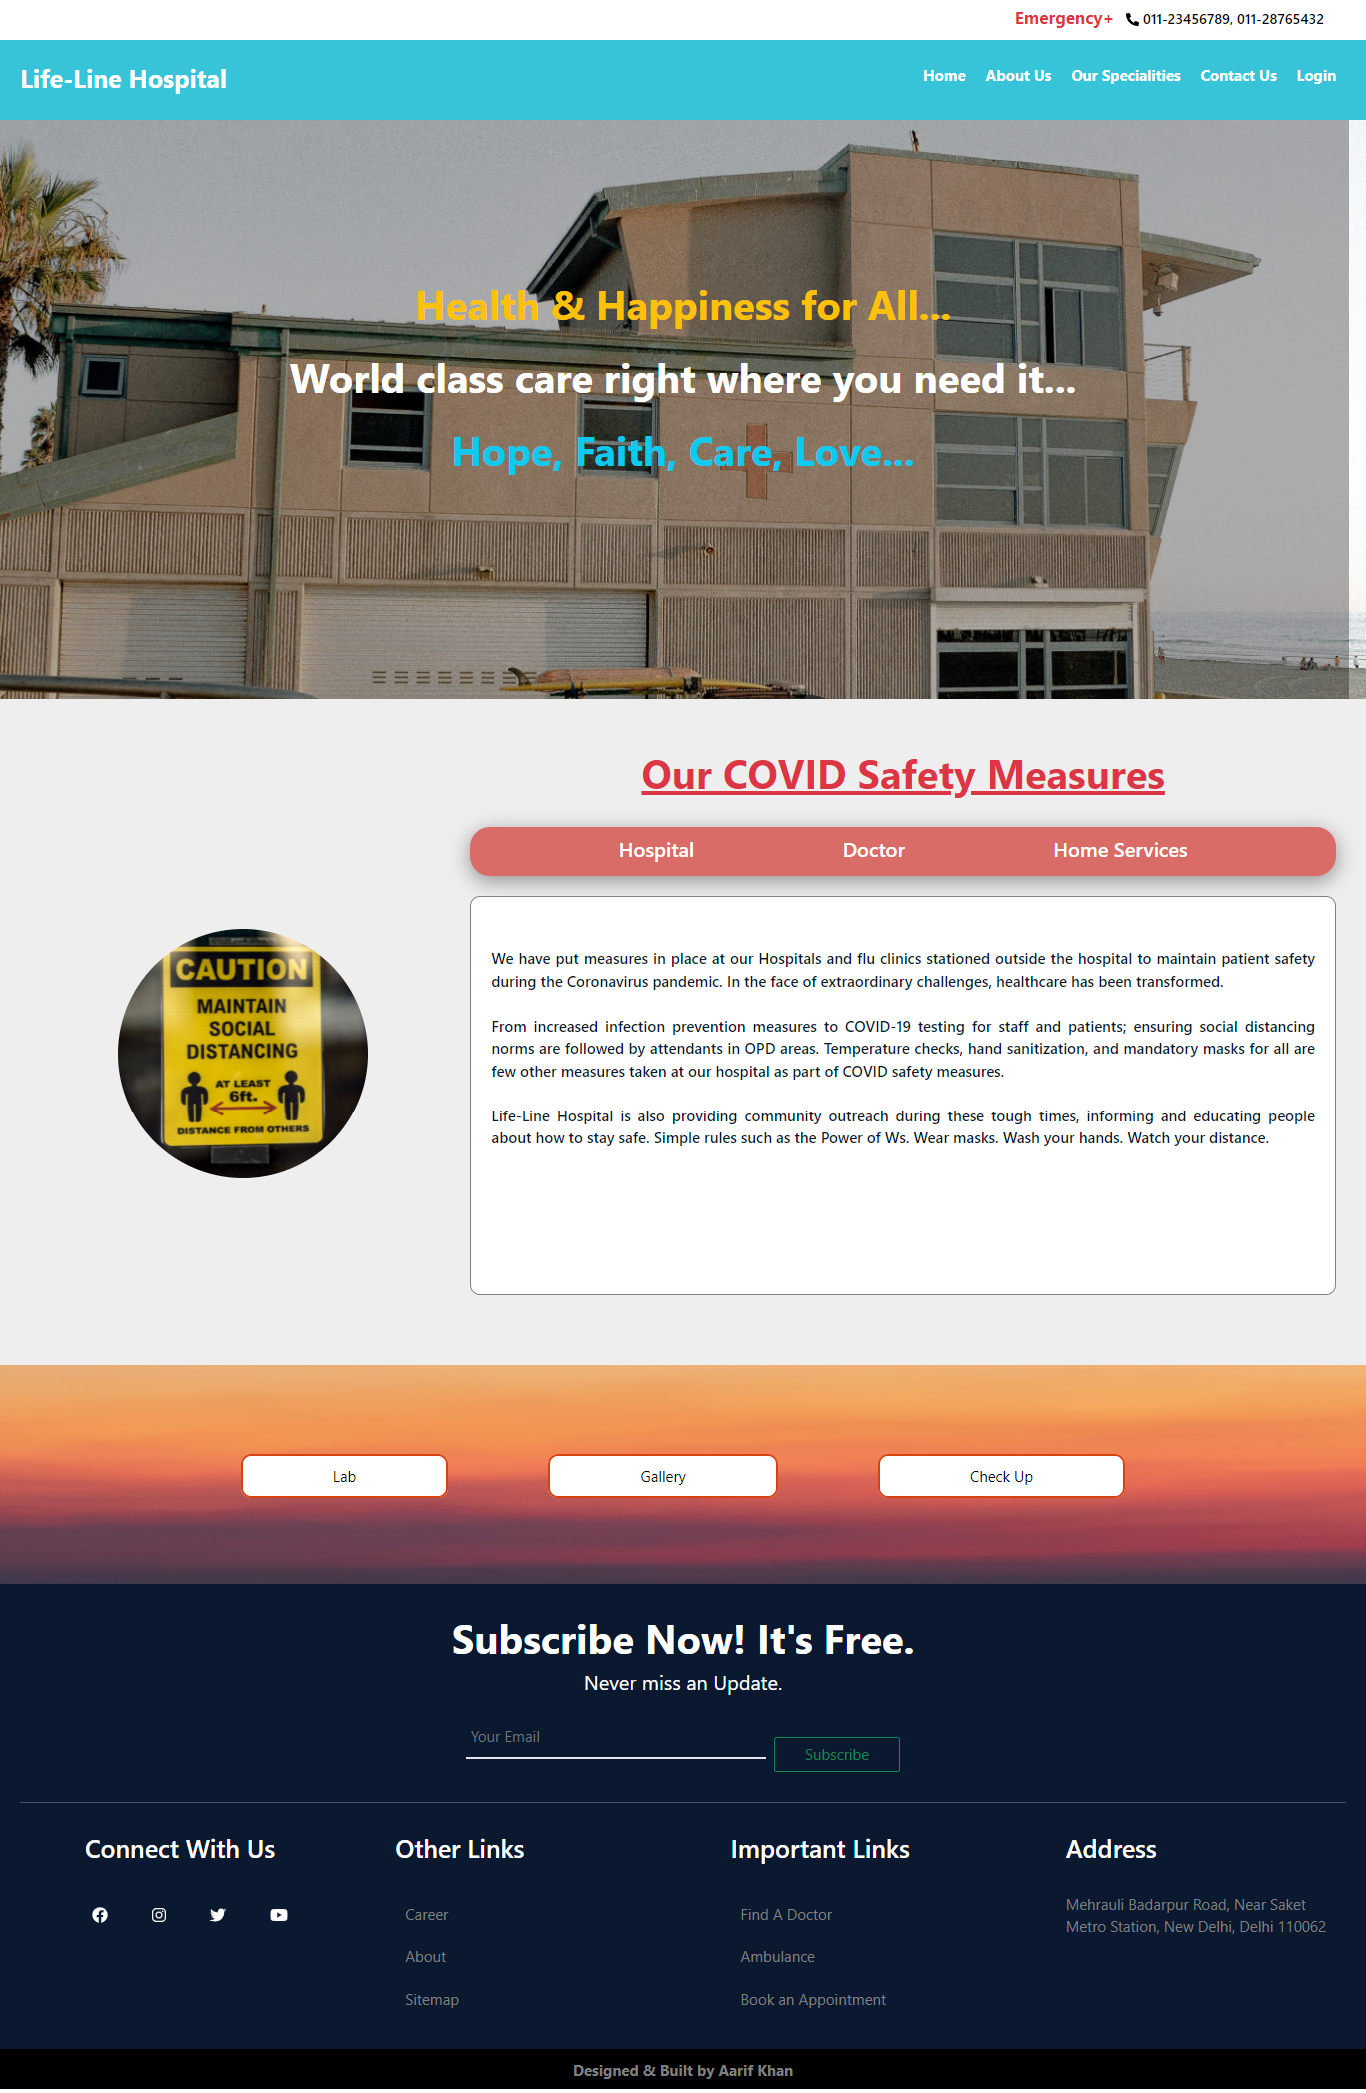 Emergency+ 011-23456789, 011-28765432
Life-Line Hospital
Home About Us Our Specialities Contact Us Login
Health & Happiness for All...
World class care right where you need it...
Hope, Faith, Care, Love...
Our COVID Safety Measures
Hospital Doctor Home Services
CAUTION
MAINTAIN
SOCIAL
DISTANCING
AT LEAST
6ft.
DISTANCE FROM OTHERS
We have put measures in place at our Hospitals and flu clinics stationed outside the hospital to maintain patient safety
during the Coronavirus pandemic. In the face of extraordinary challenges, healthcare has been transformed.
From increased infection prevention measures to COVID-19 testing for staff and patients; ensuring social distancing
norms are followed by attendants in OPD areas. Temperature checks, hand sanitization, and mandatory masks for all are
few other measures taken at our hospital as part of COVID safety measures.
Life-Line Hospital is also providing community outreach during these tough times, informing and educating people
about how to stay safe. Simple rules such as the Power of Ws. Wear masks. Wash your hands. Watch your distance.
Lab Gallery Check Up
Subscribe Now! It's Free.
Never miss an Update.
Your Email
Subscribe
Connect With Us
Other Links
Career
About
Sitemap
Important Links
Find A Doctor
Ambulance
Book an Appointment
Address
Mehrauli Badarpur Road, Near Saket
Metro Station, New Delhi, Delhi 110062
Designed & Built by Aarif Khan